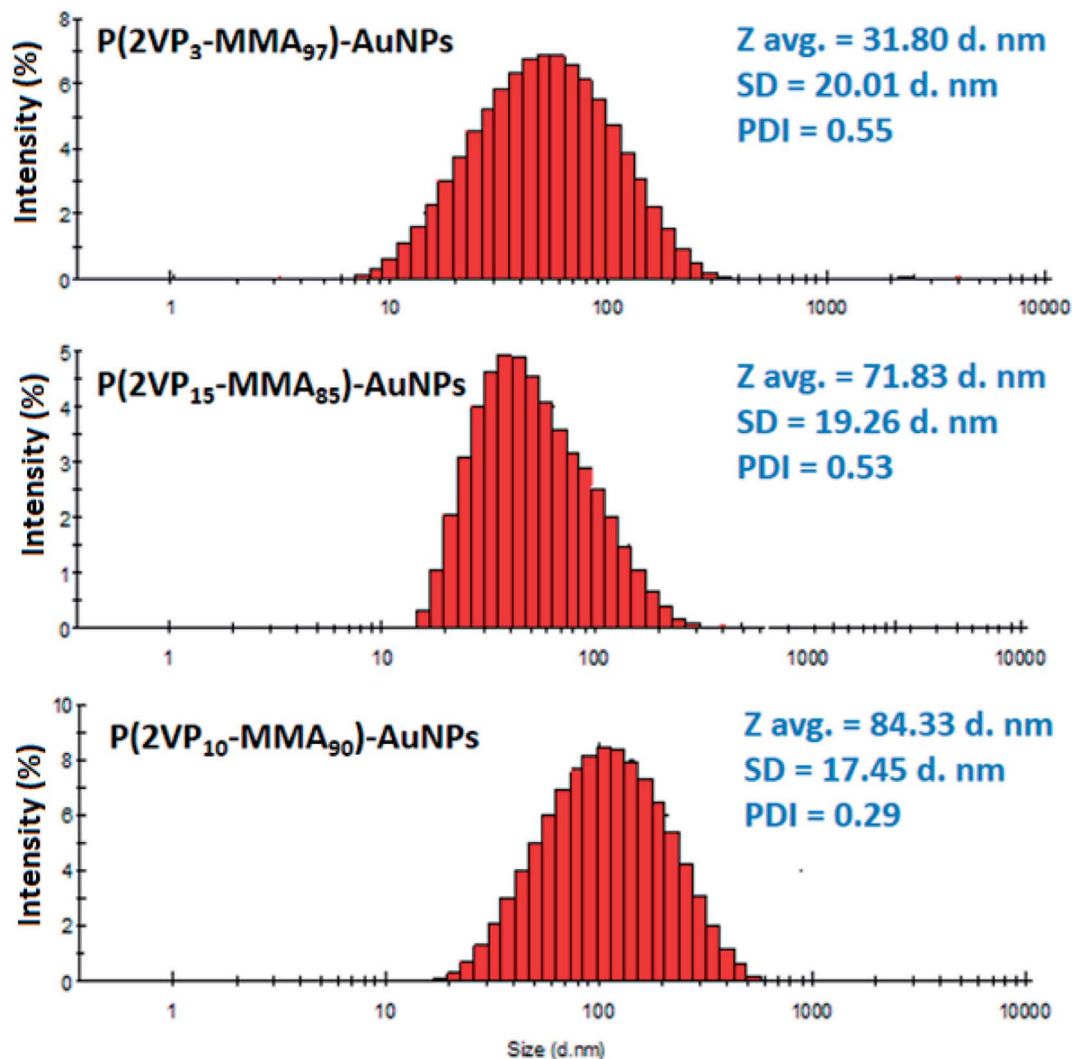 P(2VP₃-MMA₉₇)-AuNPs
Z avg. = 31.80 d. nm
SD = 20.01 d. nm
PDI = 0.55
Intensity (%)
8
6
4
2
0
1 10 100 1000 10000
P(2VP₁₅-MMA₈₅)-AuNPs
Z avg. = 71.83 d. nm
SD = 19.26 d. nm
PDI = 0.53
Intensity (%)
5
4
3
2
1
0
1 10 100 1000 10000
P(2VP₁₀-MMA₉₀)-AuNPs
Z avg. = 84.33 d. nm
SD = 17.45 d. nm
PDI = 0.29
Intensity (%)
10
8
6
4
2
0
1 10 100 1000 10000
Size (d.nm)